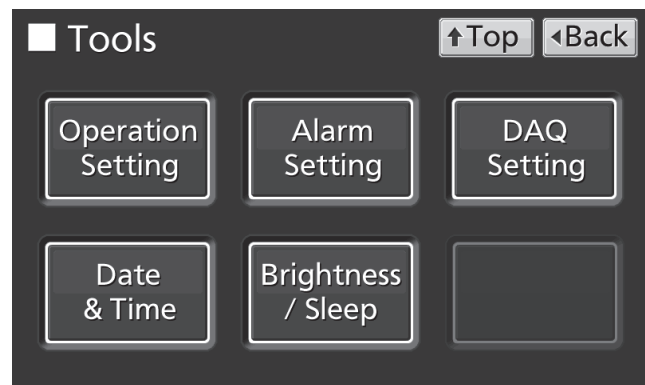 Tools
Top
Back
Operation
Setting
Alarm
Setting
DAQ
Setting
Date
& Time
Brightness
/ Sleep